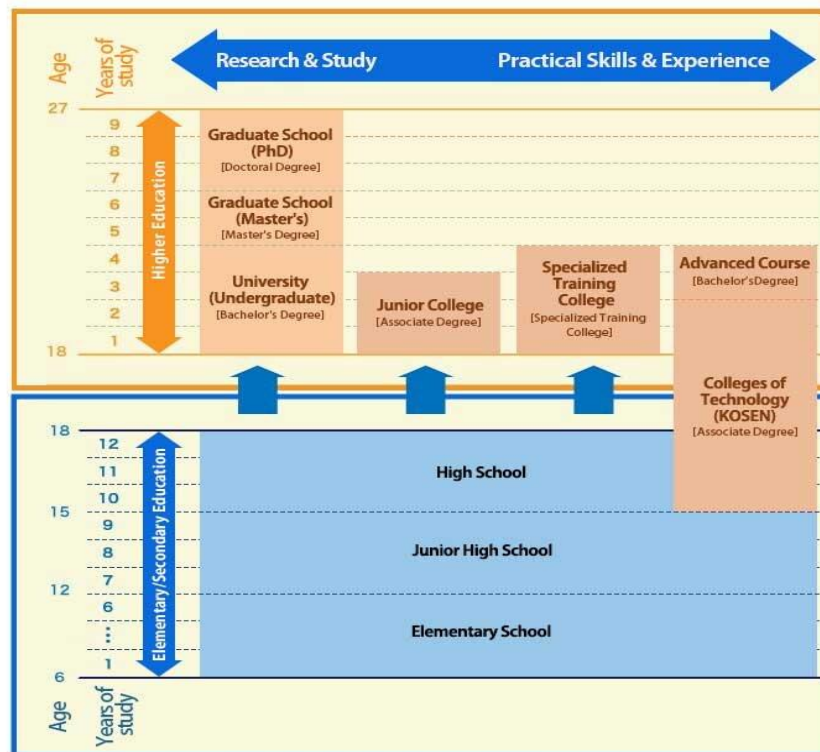 Age
Years of
study
Research & Study
Practical Skills & Experience
27
9
8
7
6
5
4
3
2
1
18
Higher Education
Graduate School
(PhD)
[Doctoral Degree]
Graduate School
(Master's)
[Master's Degree]
University
(Undergraduate)
[Bachelor's Degree]
Junior College
[Associate Degree]
Specialized
Training
College
[Specialized Training
College]
Advanced Course
[Bachelor'sDegree]
Colleges of
Technology
(KOSEN)
[Associate Degree]
18
12
11
10
15
9
8
7
12
6
⋮
1
6
Elementary/Secondary Education
High School
Junior High School
Elementary School
Age
Years of
study